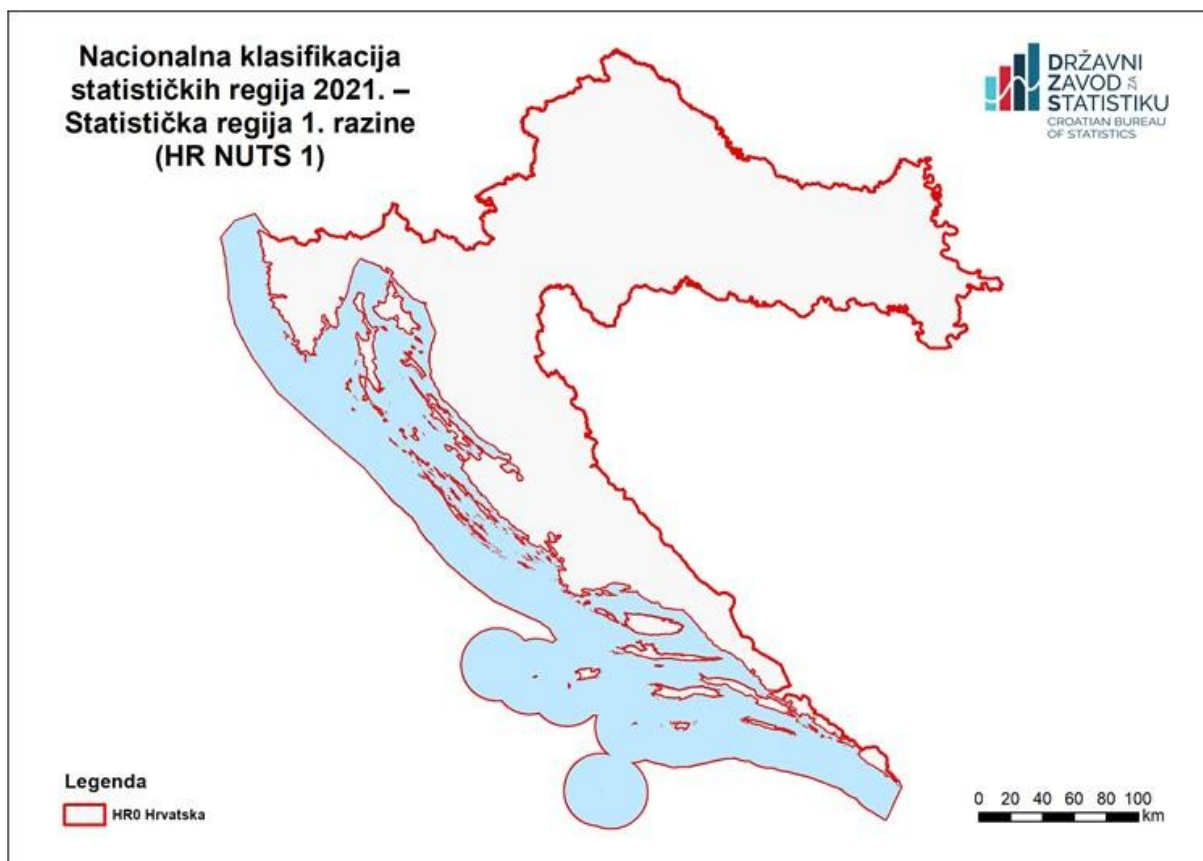 Nacionalna klasifikacija
statističkih regija 2021. –
Statistička regija 1. razine
(HR NUTS 1)
DRŽAVNI
ZAVOD ZA
STATISTIKU
CROATIAN BUREAU
OF STATISTICS
Legenda
HR0 Hrvatska
0 20 40 60 80 100
km